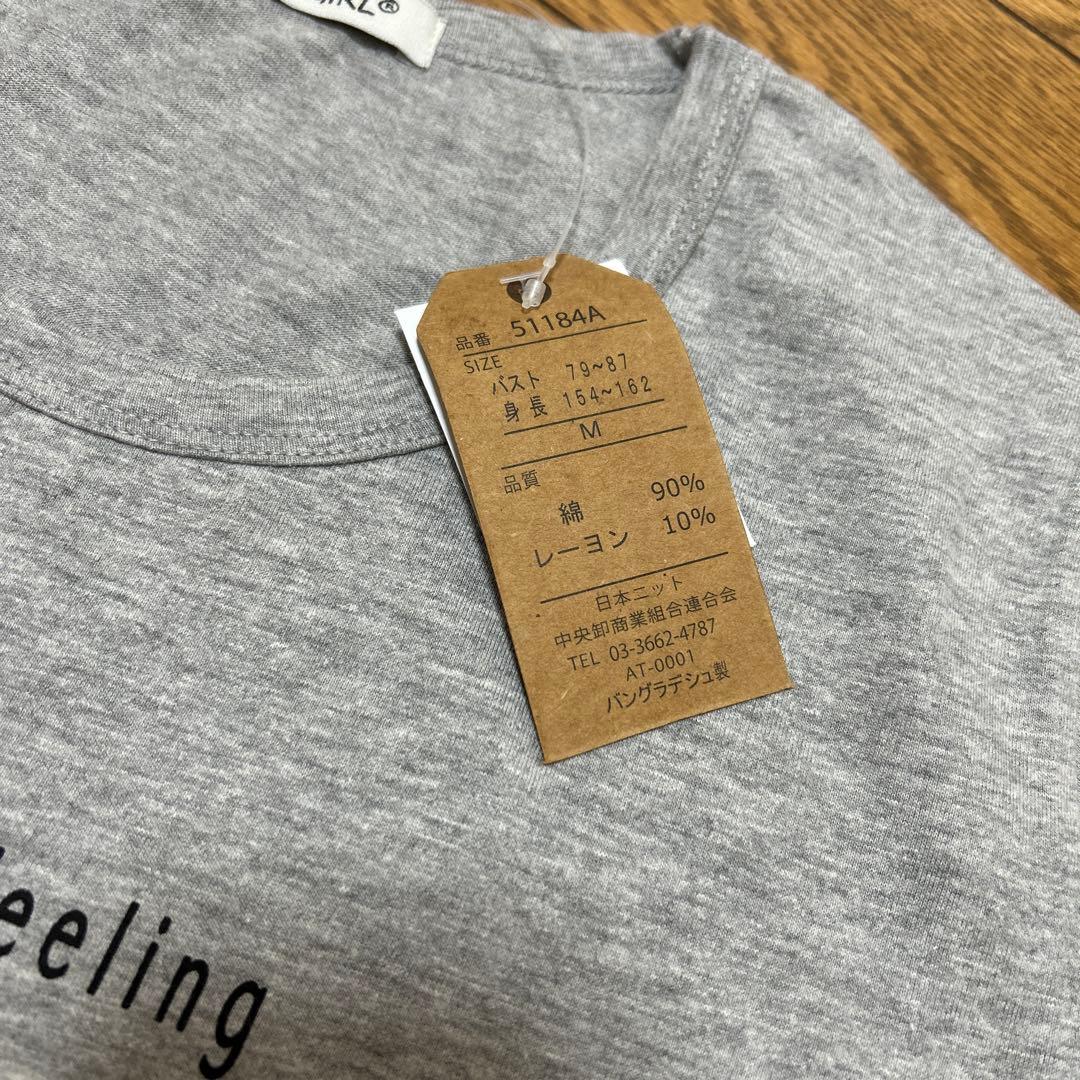 品番 51184A
SIZE
バスト 79~87
身長 154~162
M
品質
綿 90%
レーヨン 10%
日本ニット
中央卸商業組合連合会
TEL 03-3662-4787
AT-0001
バングラデシュ製
feeling